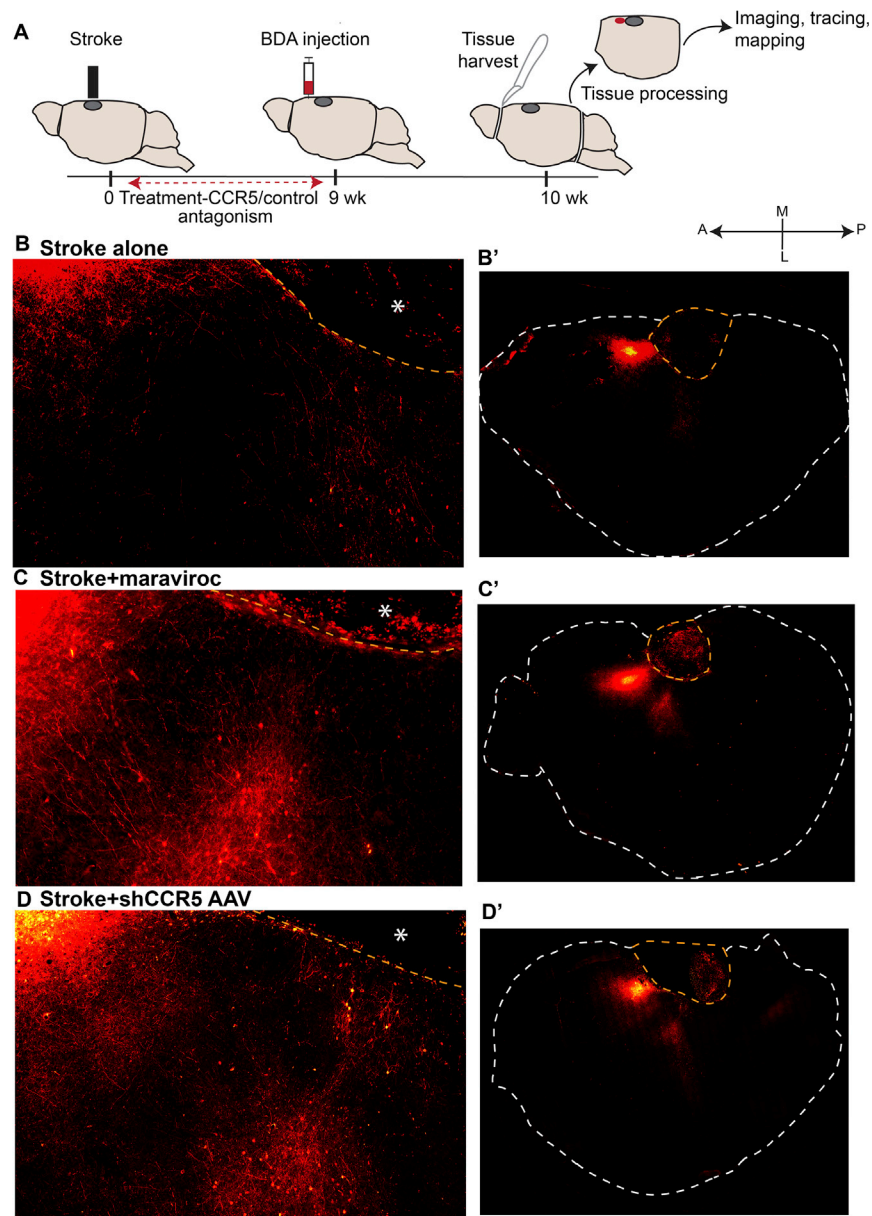 A
Stroke
BDA injection
Tissue
harvest
Imaging, tracing,
mapping
Tissue processing
0
Treatment-CCR5/control
antagonism
9 wk
10 wk
M
A
P
L
B Stroke alone
B'
*
C Stroke+maraviroc
C'
*
D Stroke+shCCR5 AAV
D'
*